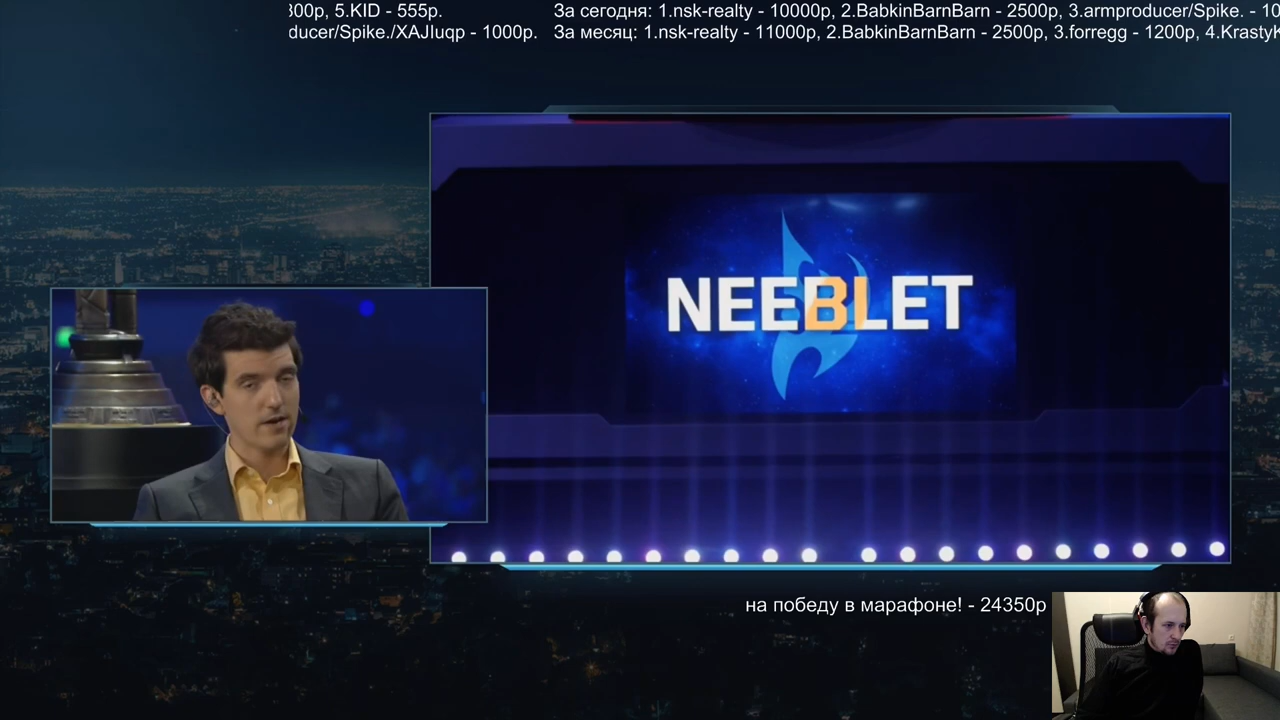 300р, 5.KID - 555р. За сегодня: 1.nsk-realty - 10000р, 2.BabkinBarnBarn - 2500р, 3.armproducer/Spike. - 10
ducer/Spike./XAJIuqp - 1000р. За месяц: 1.nsk-realty - 11000р, 2.BabkinBarnBarn - 2500р, 3.forregg - 1200р, 4.KrastyK
NEEBLET
на победу в марафоне! - 24350р